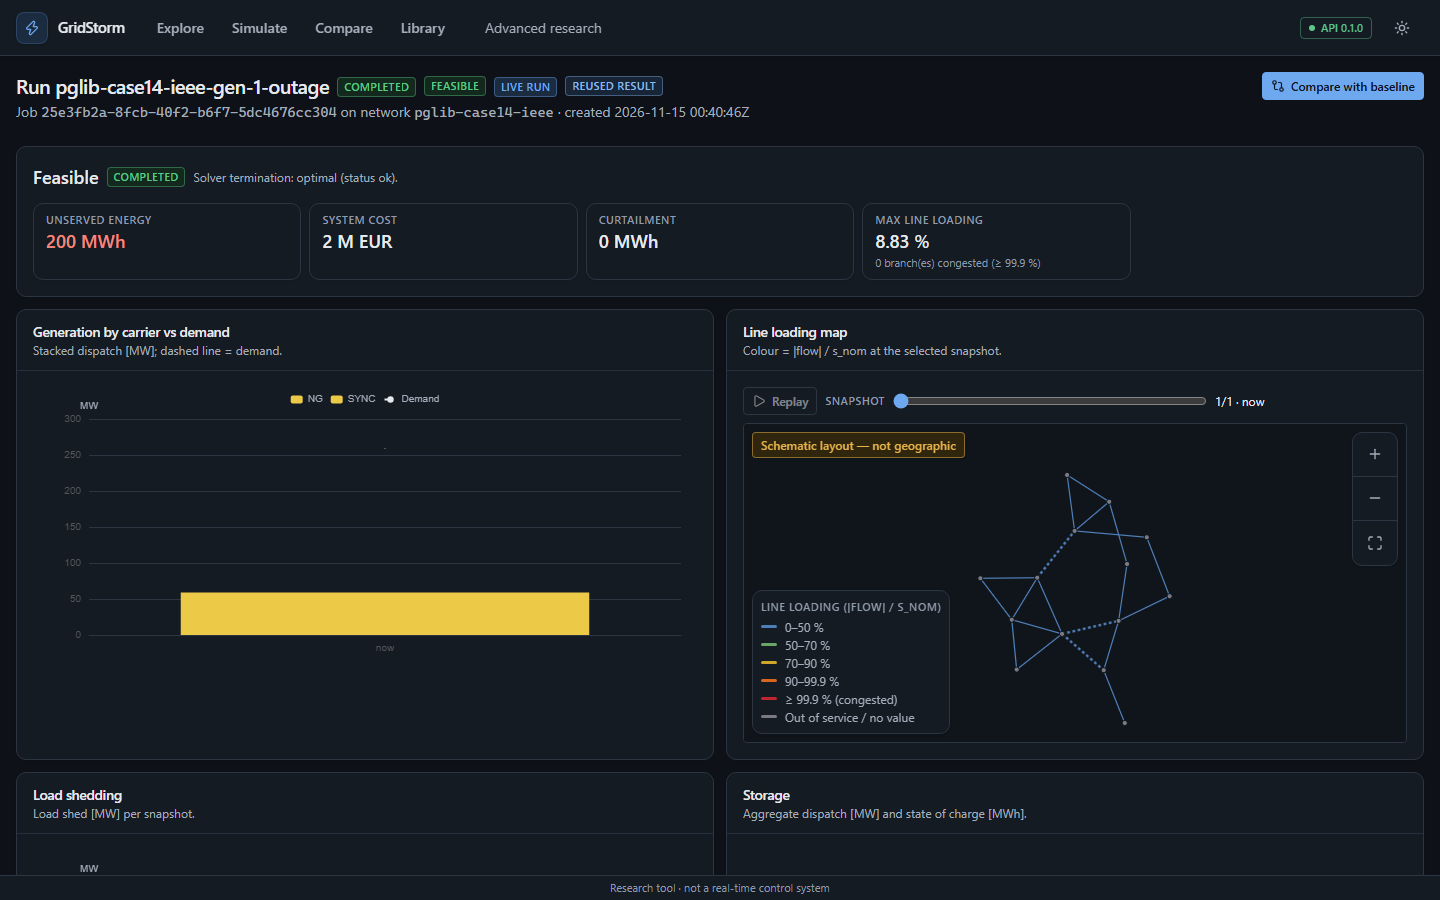 GridStorm
Explore
Simulate
Compare
Library
Advanced research
API 0.1.0
Run pglib-case14-ieee-gen-1-outage
COMPLETED
FEASIBLE
LIVE RUN
REUSED RESULT
Compare with baseline
Job 25e3fb2a-8fcb-40f2-b6f7-5dc4676cc304 on network pglib-case14-ieee · created 2026-11-15 00:40:46Z
Feasible
COMPLETED
Solver termination: optimal (status ok).
UNSERVED ENERGY
200 MWh
SYSTEM COST
2 M EUR
CURTAILMENT
0 MWh
MAX LINE LOADING
8.83 %
0 branch(es) congested (≥ 99.9 %)
Generation by carrier vs demand
Stacked dispatch [MW]; dashed line = demand.
NG
SYNC
Demand
MW
300
250
200
150
100
50
0
now
Line loading map
Colour = |flow| / s_nom at the selected snapshot.
Replay
SNAPSHOT
1/1 · now
Schematic layout — not geographic
+
−
LINE LOADING (|FLOW| / S_NOM)
0–50 %
50–70 %
70–90 %
90–99.9 %
≥ 99.9 % (congested)
Out of service / no value
Load shedding
Load shed [MW] per snapshot.
MW
Storage
Aggregate dispatch [MW] and state of charge [MWh].
Research tool · not a real-time control system